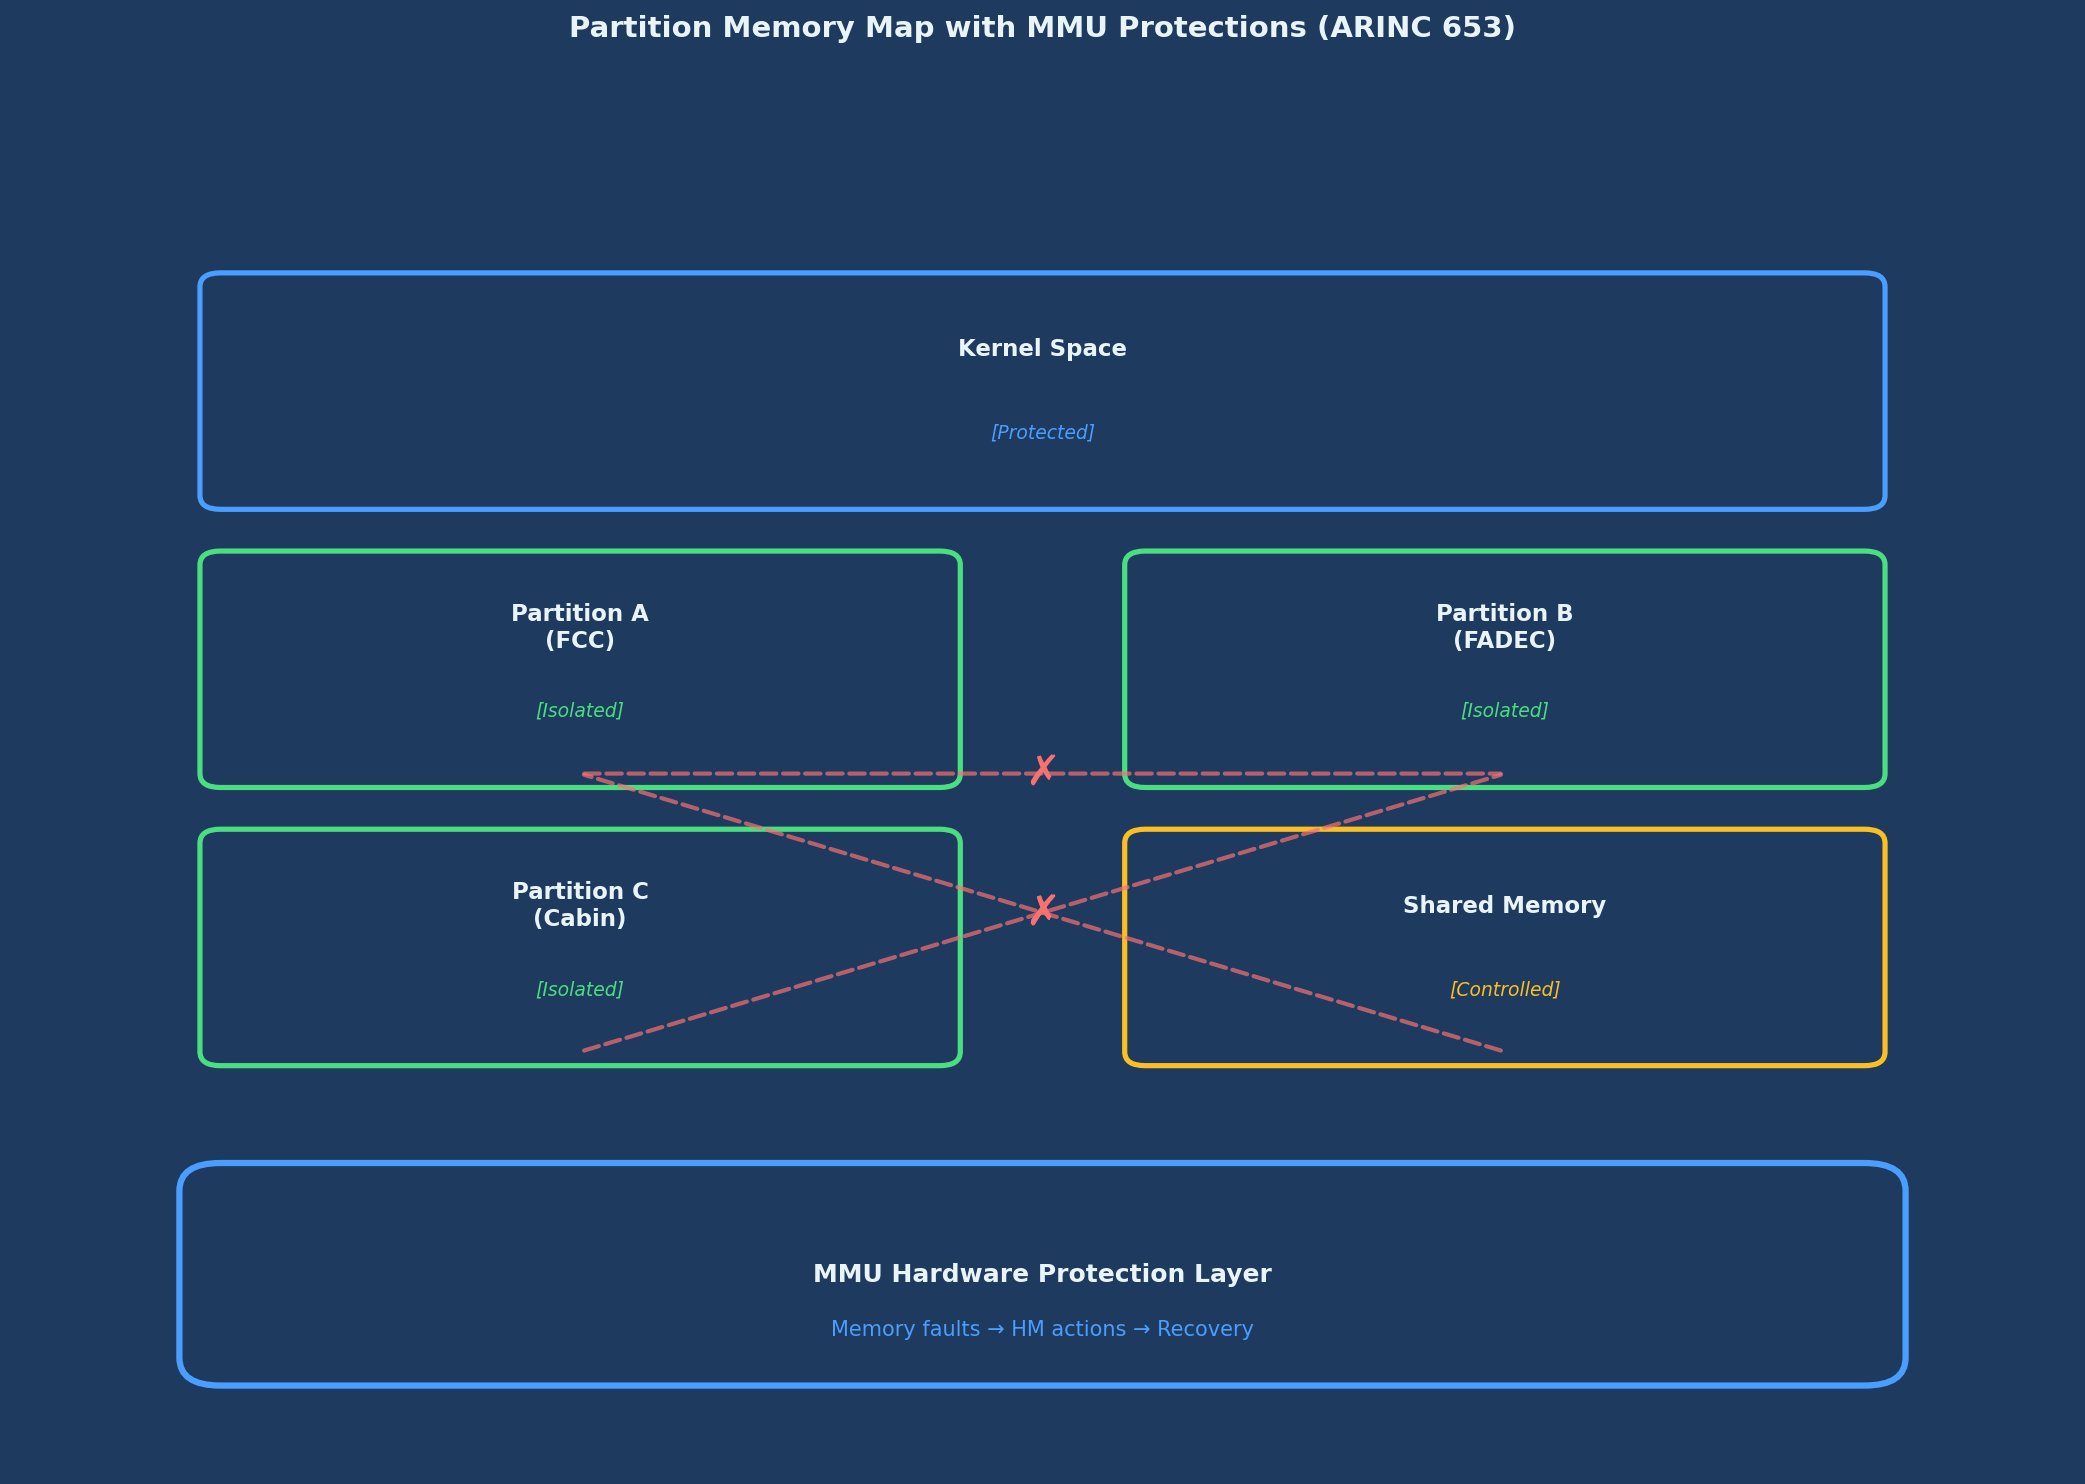 Partition Memory Map with MMU Protections (ARINC 653)
Kernel Space
[Protected]
Partition A
(FCC)
[Isolated]
Partition B
(FADEC)
[Isolated]
✗
Partition C
(Cabin)
[Isolated]
✗
Shared Memory
[Controlled]
MMU Hardware Protection Layer
Memory faults → HM actions → Recovery